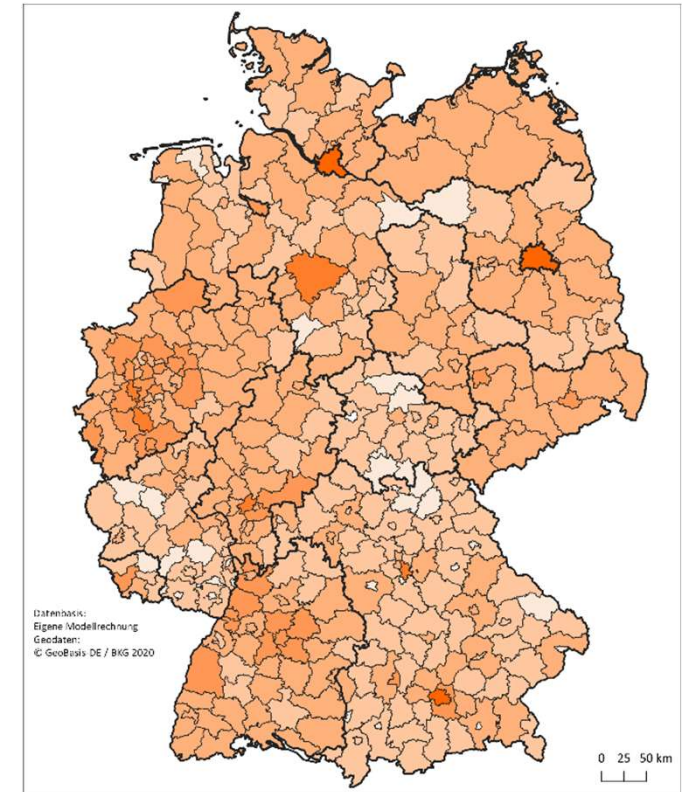 Datenbasis:
Eigene Modellrechnung
Geodaten:
© GeoBasis-DE / BKG 2020
0 25 50 km